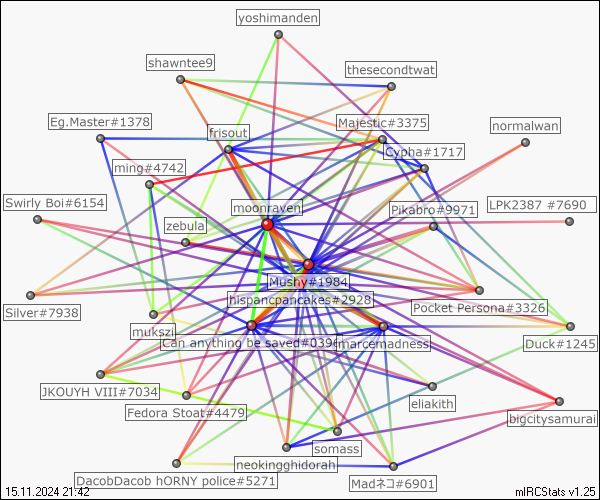 yoshimanden
shawntee9
thesecondtwat
Eg.Master#1378
Majestic#3375
normalwan
frisout
Cypha#1717
ming#4742
Swirly Boi#6154
moonraven
Pikabro#9971
LPK2387 #7690
zebula
Mushy#1984
hispancpancakes#2928
Silver#7938
Pocket Persona#3326
mukszi
Can anything be saved#039
marcemadness
Duck#1245
JKOUYH VIII#7034
eliakith
Fedora Stoat#4479
bigcitysamurai
somass
neokingghidorah
DacobDacob hORNY police#5271
Madネコ#6901
15.11.2024 21:42
mIRCStats v1.25